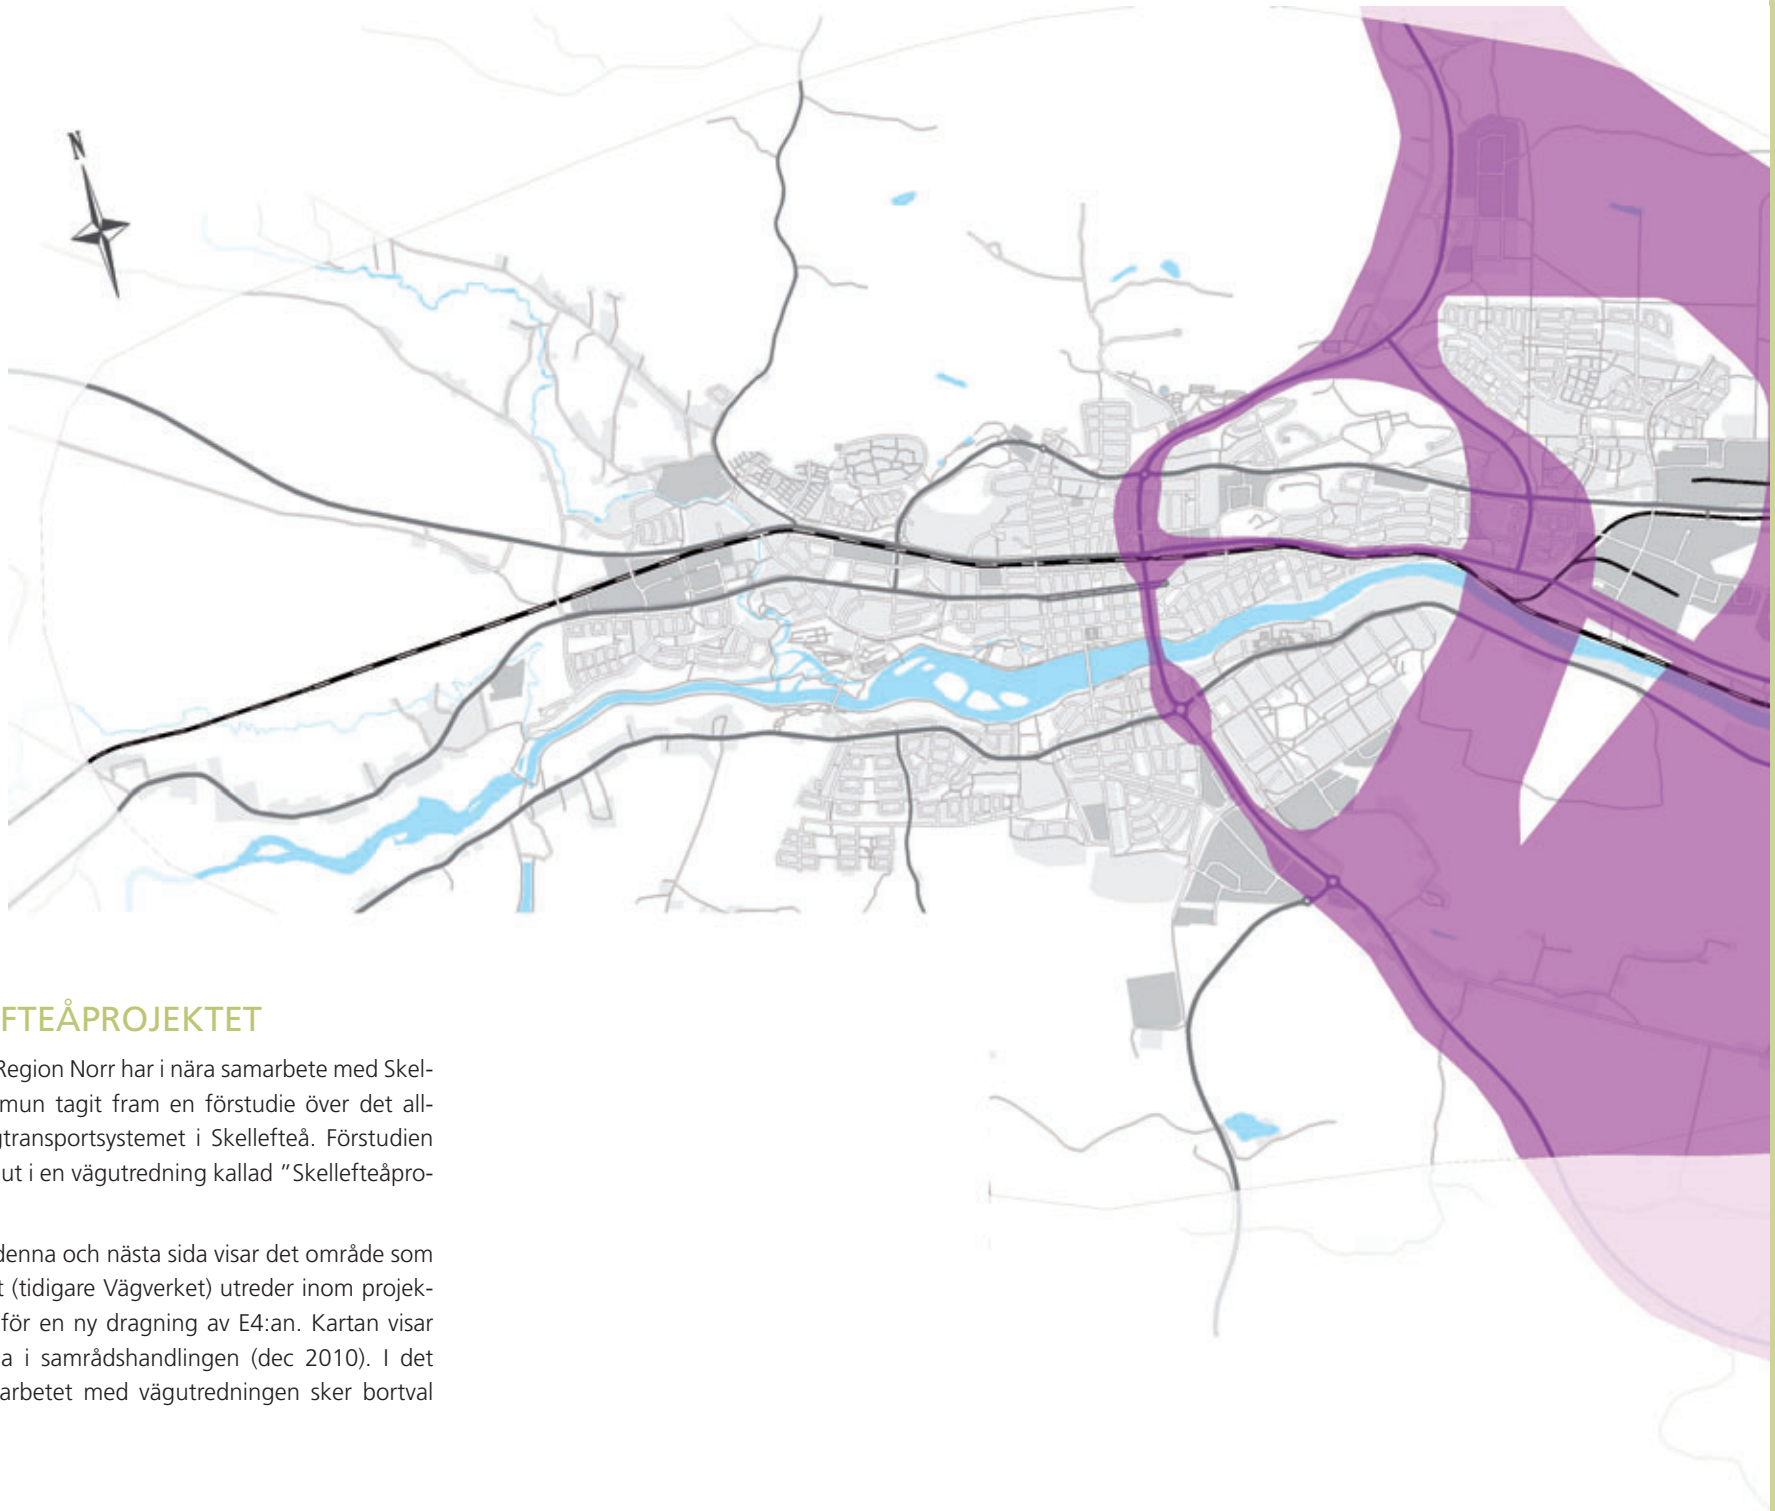 N
FTEÅPROJEKTET
Region Norr har i nära samarbete med Skel-
mun tagit fram en förstudie över det all-
gtransportsystemet i Skellefteå. Förstudien
ut i en vägutredning kallad ”Skellefteåpro-
denna och nästa sida visar det område som
t (tidigare Vägverket) utreder inom projek-
för en ny dragning av E4:an. Kartan visar
a i samrådshandlingen (dec 2010). I det
arbetet med vägutredningen sker bortval